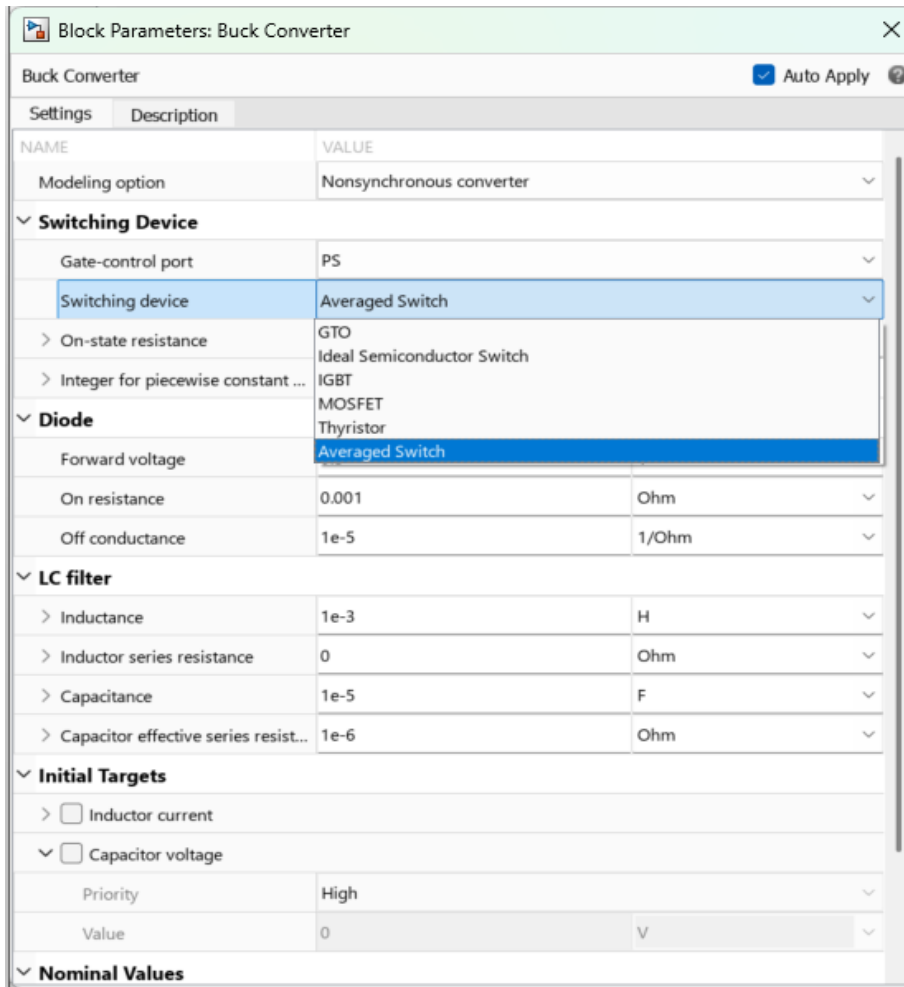 Block Parameters: Buck Converter
Buck Converter Auto Apply
Settings Description
NAME VALUE
Modeling option Nonsynchronous converter
Switching Device
Gate-control port PS
Switching device Averaged Switch
On-state resistance
GTO
Ideal Semiconductor Switch
Integer for piecewise constant ...
IGBT
MOSFET
Diode
Thyristor
Averaged Switch
Forward voltage
On resistance 0.001 Ohm
Off conductance 1e-5 1/Ohm
LC filter
Inductance 1e-3 H
Inductor series resistance 0 Ohm
Capacitance 1e-5 F
Capacitor effective series resist... 1e-6 Ohm
Initial Targets
Inductor current
Capacitor voltage
Priority High
Value 0 V
Nominal Values